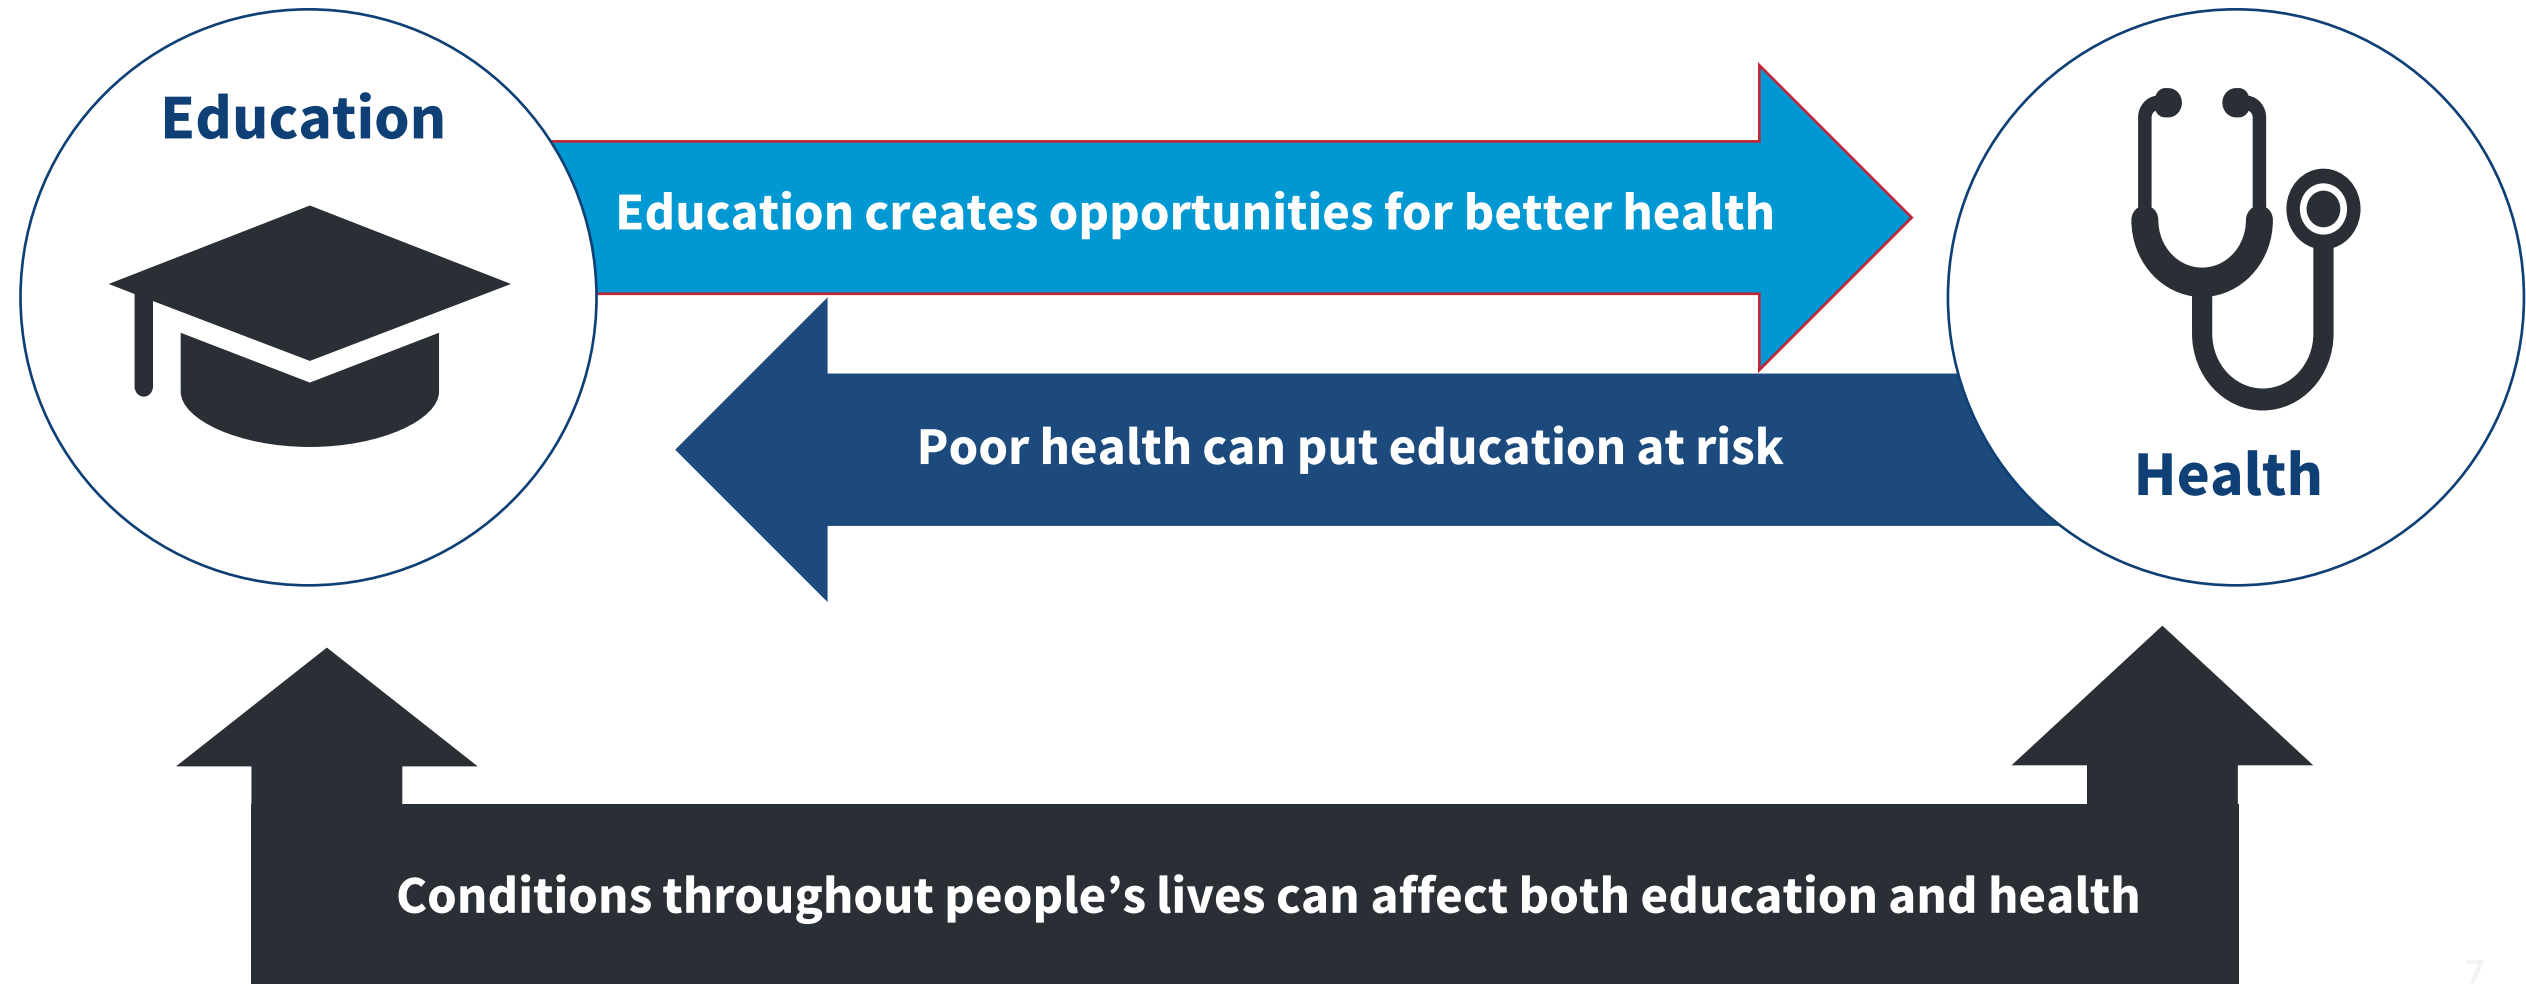 Education
Education creates opportunities for better health
Poor health can put education at risk
Health
Conditions throughout people’s lives can affect both education and health
7